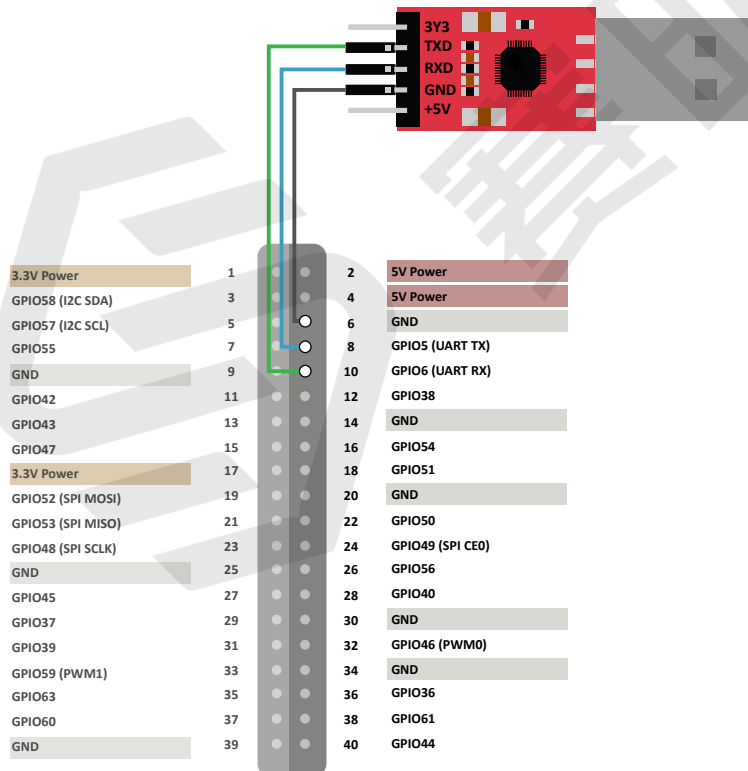 3Y3
TXD
RXD
GND
+5V
3.3V Power 1 2 5V Power
GPIO58 (I2C SDA) 3 4 5V Power
GPIO57 (I2C SCL) 5 6 GND
GPIO55 7 8 GPIO5 (UART TX)
GND 9 10 GPIO6 (UART RX)
GPIO42 11 12 GPIO38
GPIO43 13 14 GND
GPIO47 15 16 GPIO54
3.3V Power 17 18 GPIO51
GPIO52 (SPI MOSI) 19 20 GND
GPIO53 (SPI MISO) 21 22 GPIO50
GPIO48 (SPI SCLK) 23 24 GPIO49 (SPI CE0)
GND 25 26 GPIO56
GPIO45 27 28 GPIO40
GPIO37 29 30 GND
GPIO39 31 32 GPIO46 (PWM0)
GPIO59 (PWM1) 33 34 GND
GPIO63 35 36 GPIO36
GPIO60 37 38 GPIO61
GND 39 40 GPIO44